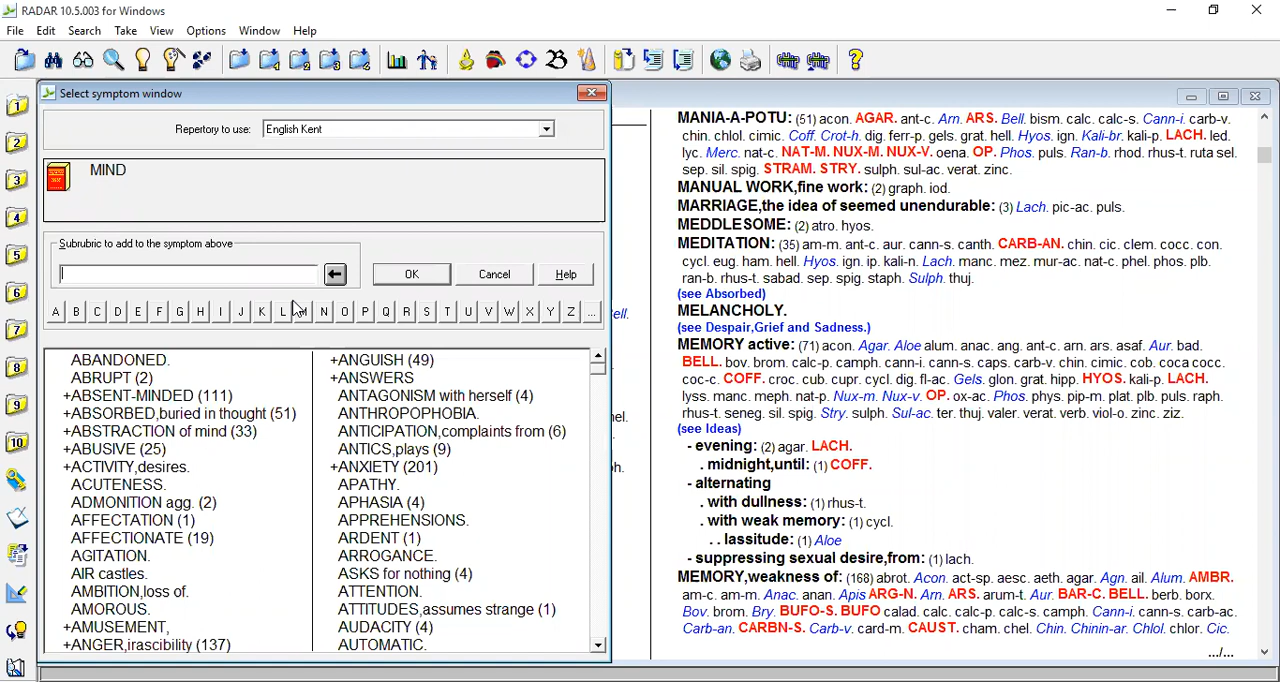 RADAR 10.5.003 for Windows
File Edit Search Take View Options Window Help
Select symptom window
Repertory to use: English Kent
MIND
Subrubric to add to the symptom above
OK Cancel Help
A B C D E F G H I J K L M N O P Q R S T U V W X Y Z ...
ABANDONED.
ABRUPT (2)
+ABSENT-MINDED (111)
+ABSORBED,buried in thought (51)
+ABSTRACTION of mind (33)
+ABUSIVE (25)
+ACTIVITY,desires.
ACUTENESS.
ADMONITION agg. (2)
AFFECTATION (1)
AFFECTIONATE (19)
AGITATION.
AIR castles.
AMBITION,loss of.
AMOROUS.
+AMUSEMENT,
+ANGER,irascibility (137)
+ANGUISH (49)
+ANSWERS
ANTAGONISM with herself (4)
ANTHROPOPHOBIA.
ANTICIPATION,complaints from (6)
ANTICS,plays (9)
+ANXIETY (201)
APATHY.
APHASIA (4)
APPREHENSIONS.
ARDENT (1)
ARROGANCE.
ASKS for nothing (4)
ATTENTION.
ATTITUDES,assumes strange (1)
AUDACITY (4)
AUTOMATIC.
1
2
3
4
5
6
7
8
9
10
ell.
hel.
h.
MANIA-A-POTU: (51) acon. AGAR. ant-c. Arn. ARS. Bell. bism. calc. calc-s. Cann-i. carb-v.
chin. chlol. cimic. Coff. Crot-h. dig. ferr-p. gels. grat. hell. Hyos. ign. Kali-br. kali-p. LACH. led.
lyc. Merc. nat-c. NAT-M. NUX-M. NUX-V. oena. OP. Phos. puls. Ran-b. rhod. rhus-t. ruta sel.
sep. sil. spig. STRAM. STRY. sulph. sul-ac. verat. zinc.
MANUAL WORK,fine work: (2) graph. iod.
MARRIAGE,the idea of seemed unendurable: (3) Lach. pic-ac. puls.
MEDDLESOME: (2) atro. hyos.
MEDITATION: (35) am-m. ant-c. aur. cann-s. canth. CARB-AN. chin. cic. clem. cocc. con.
cycl. eug. ham. hell. Hyos. ign. ip. kali-n. Lach. manc. mez. mur-ac. nat-c. phel. phos. plb.
ran-b. rhus-t. sabad. sep. spig. staph. Sulph. thuj.
(see Absorbed)
MELANCHOLY.
(see Despair,Grief and Sadness.)
MEMORY active: (71) acon. Agar. Aloe alum. anac. ang. ant-c. arn. ars. asaf. Aur. bad.
BELL. bov. brom. calc-p. camph. cann-i. cann-s. caps. carb-v. chin. cimic. cob. coca cocc.
coc-c. COFF. croc. cub. cupr. cycl. dig. fl-ac. Gels. glon. grat. hipp. HYOS. kali-p. LACH.
lyss. manc. meph. nat-p. Nux-m. Nux-v. OP. ox-ac. Phos. phys. pip-m. plat. plb. puls. raph.
rhus-t. seneg. sil. spig. Stry. sulph. Sul-ac. ter. thuj. valer. verat. verb. viol-o. zinc. ziz.
(see Ideas)
- evening: (2) agar. LACH.
. midnight,until: (1) COFF.
- alternating
. with dullness: (1) rhus-t.
. with weak memory: (1) cycl.
. . lassitude: (1) Aloe
- suppressing sexual desire,from: (1) lach.
MEMORY,weakness of: (168) abrot. Acon. act-sp. aesc. aeth. agar. Agn. ail. Alum. AMBR.
am-c. am-m. Anac. anan. Apis ARG-N. Arn. ARS. arum-t. Aur. BAR-C. BELL. berb. borx.
Bov. brom. Bry. BUFO-S. BUFO calad. calc. calc-p. calc-s. camph. Cann-i. cann-s. carb-ac.
Carb-an. CARBN-S. Carb-v. card-m. CAUST. cham. chel. Chin. Chinin-ar. Chlol. chlor. Cic.
.../...